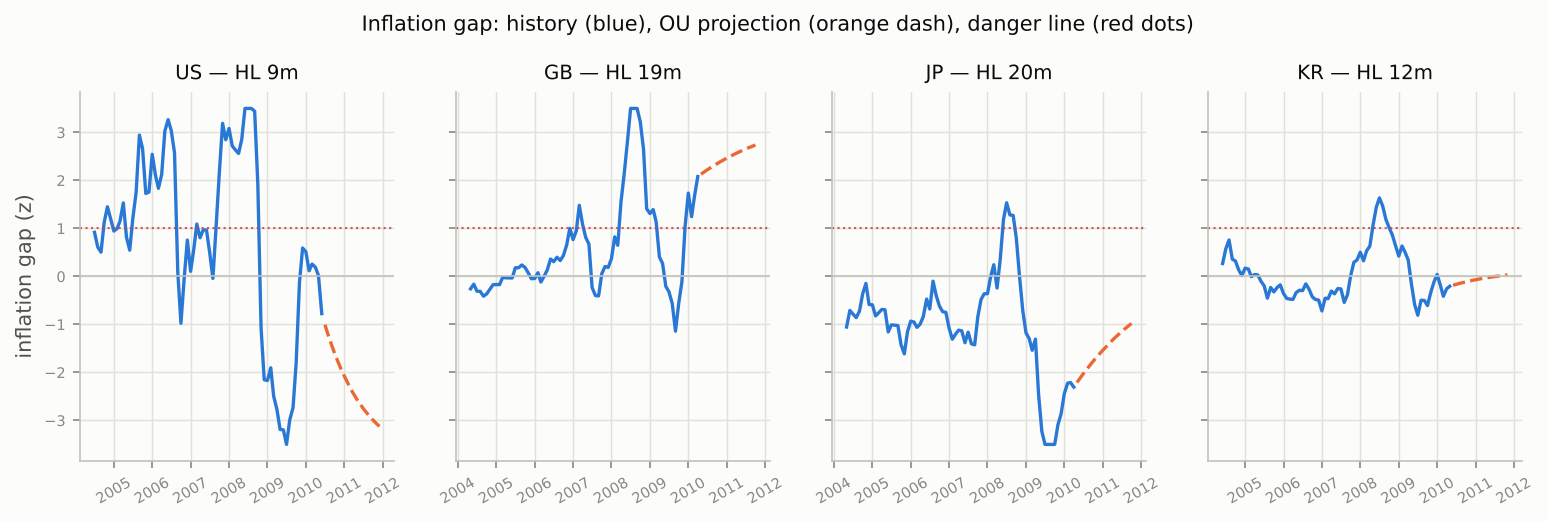 Inflation gap: history (blue), OU projection (orange dash), danger line (red dots)
US — HL 9m
GB — HL 19m
JP — HL 20m
KR — HL 12m
inflation gap (z)
3
2
1
0
−1
−2
−3
2005 2006 2007 2008 2009 2010 2011 2012
2004 2005 2006 2007 2008 2009 2010 2011 2012
2004 2005 2006 2007 2008 2009 2010 2011 2012
2005 2006 2007 2008 2009 2010 2011 2012